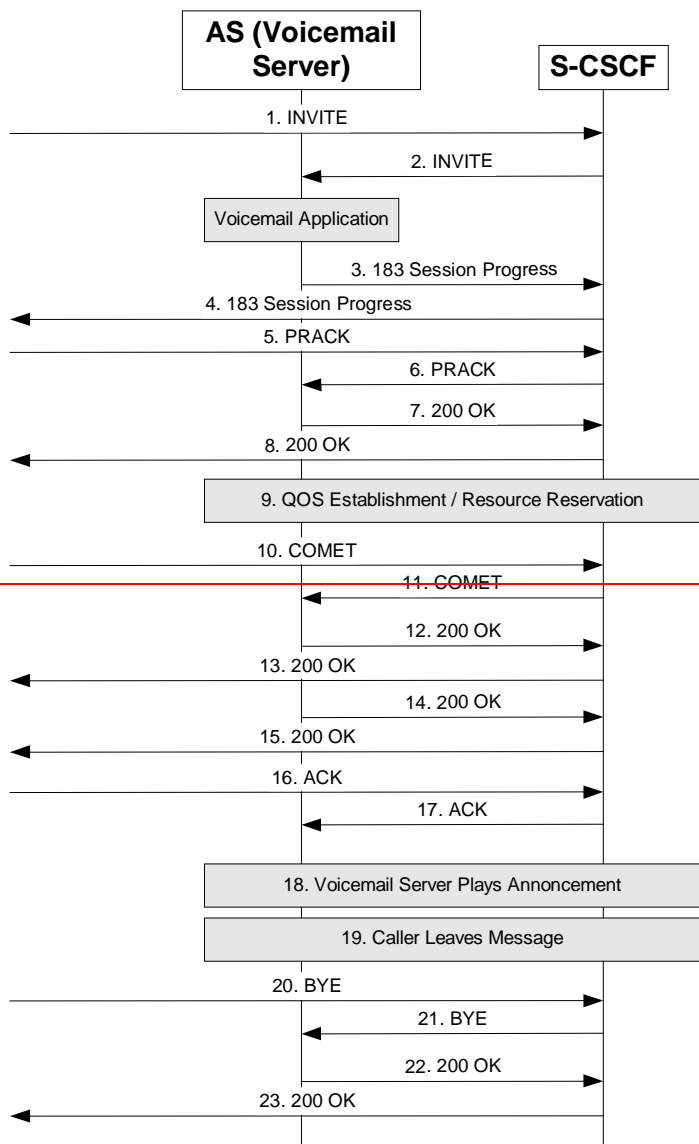 AS (Voicemail
Server)
S-CSCF
1. INVITE
2. INVITE
Voicemail Application
3. 183 Session Progress
4. 183 Session Progress
5. PRACK
6. PRACK
7. 200 OK
8. 200 OK
9. QOS Establishment / Resource Reservation
10. COMET
11. COMET
12. 200 OK
13. 200 OK
14. 200 OK
15. 200 OK
16. ACK
17. ACK
18. Voicemail Server Plays Annoncement
19. Caller Leaves Message
20. BYE
21. BYE
22. 200 OK
23. 200 OK